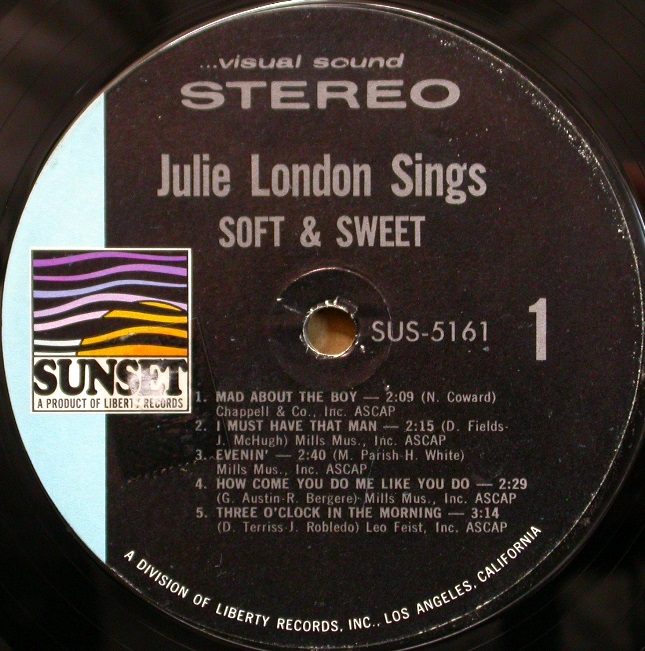 ...visual sound
STEREO
Julie London Sings
SOFT & SWEET
SUS-5161
1
SUNSET
A PRODUCT OF LIBERTY RECORDS
1. MAD ABOUT THE BOY — 2:09 (N. Coward)
Chappell & Co., Inc. ASCAP
2. I MUST HAVE THAT MAN — 2:15 (D. Fields-
J. McHugh) Mills Mus., Inc. ASCAP
3. EVENIN' — 2:40 (M. Parish-H. White)
Mills Mus., Inc. ASCAP
4. HOW COME YOU DO ME LIKE YOU DO — 2:29
(G. Austin-R. Bergere) Mills Mus., Inc. ASCAP
5. THREE O'CLOCK IN THE MORNING — 3:14
(D. Terriss-J. Robledo) Leo Feist, Inc. ASCAP
A DIVISION OF LIBERTY RECORDS, INC., LOS ANGELES, CALIFORNIA